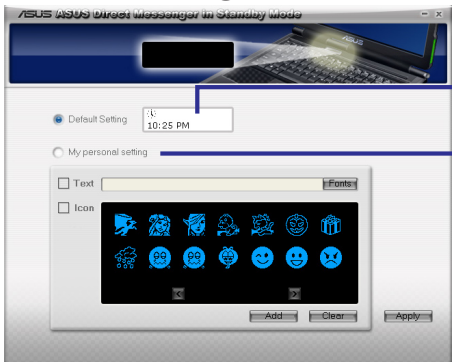 ASUS ASUS Direct Messenger in Standby Mode
Default Setting
10:25 PM
My personal setting
Text
Fonts
Icon
< >
Add Clear Apply